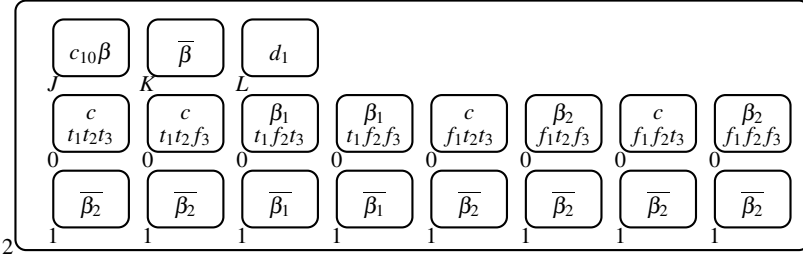 c₁₀β β̅ d₁
J K L
c c β₁ β₁ c β₂ c β₂
t₁t₂t₃ t₁t₂f₃ t₁f₂t₃ t₁f₂f₃ f₁t₂t₃ f₁t₂f₃ f₁f₂t₃ f₁f₂f₃
0 0 0 0 0 0 0 0
β̅₂ β̅₂ β̅₁ β̅₁ β̅₂ β̅₂ β̅₂ β̅₂
1 1 1 1 1 1 1 1
2